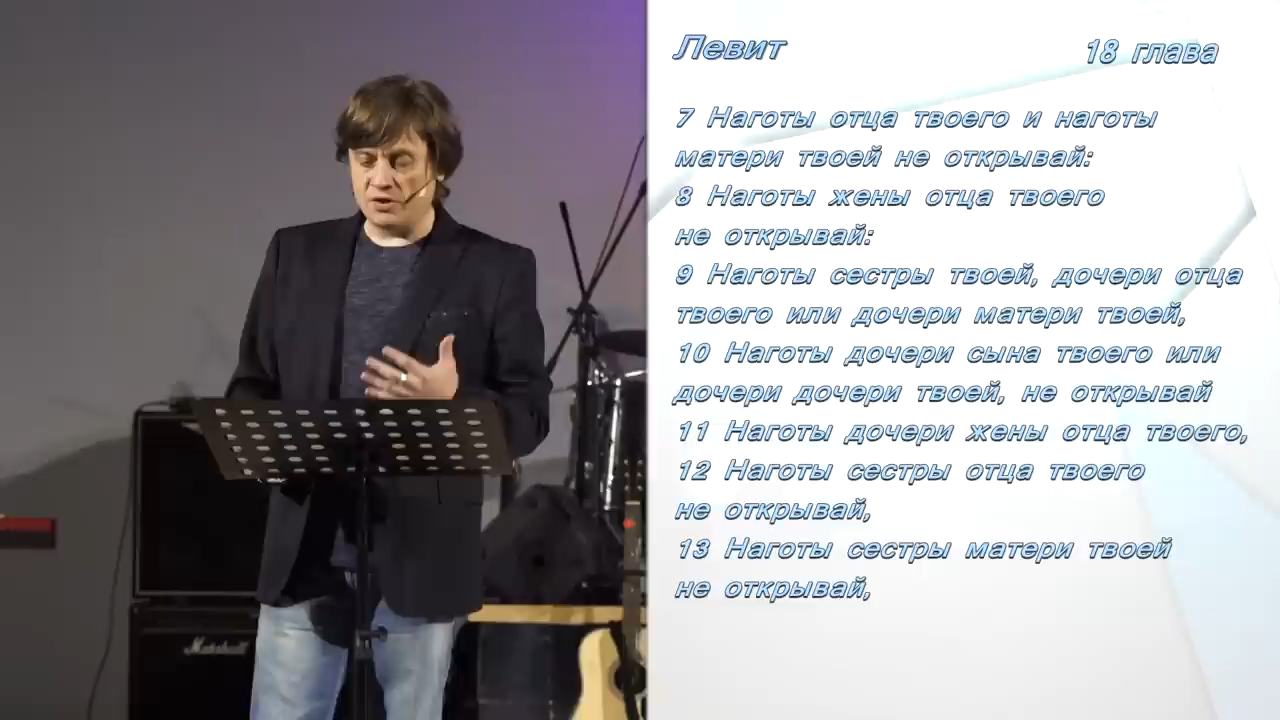 Левит 18 глава
7 Наготы отца твоего и наготы
матери твоей не открывай:
8 Наготы жены отца твоего
не открывай:
9 Наготы сестры твоей, дочери отца
твоего или дочери матери твоей,
10 Наготы дочери сына твоего или
дочери дочери твоей, не открывай
11 Наготы дочери жены отца твоего,
12 Наготы сестры отца твоего
не открывай,
13 Наготы сестры матери твоей
не открывай,
Marshall